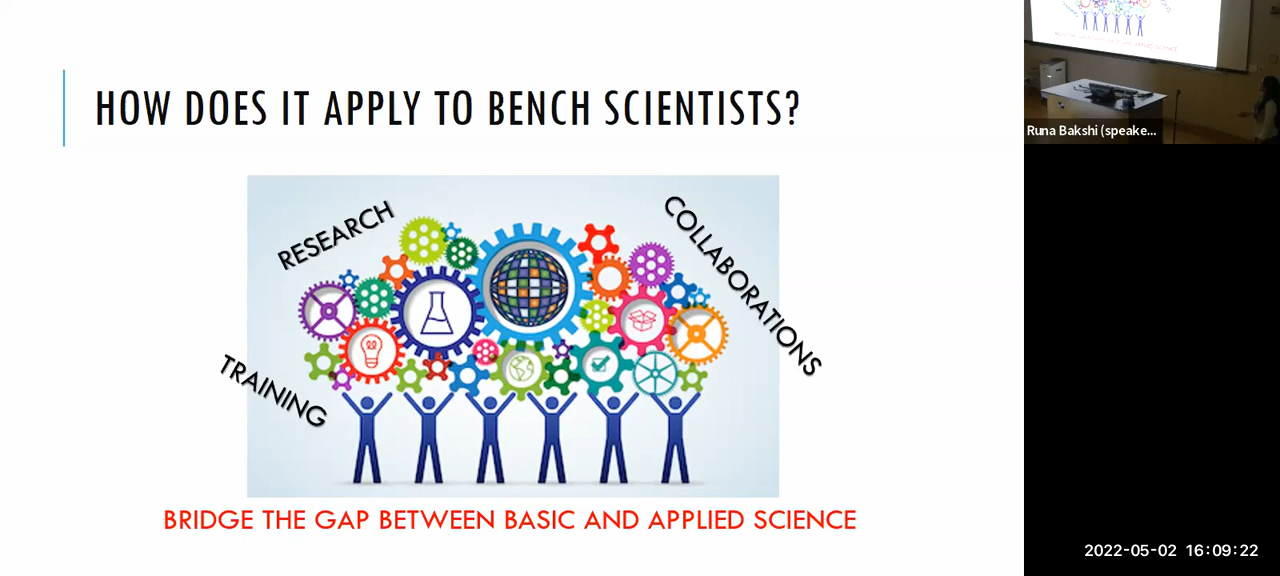 HOW DOES IT APPLY TO BENCH SCIENTISTS?
RESEARCH
COLLABORATIONS
TRAINING
BRIDGE THE GAP BETWEEN BASIC AND APPLIED SCIENCE
Runa Bakshi (speake...
2022-05-02 16:09:22